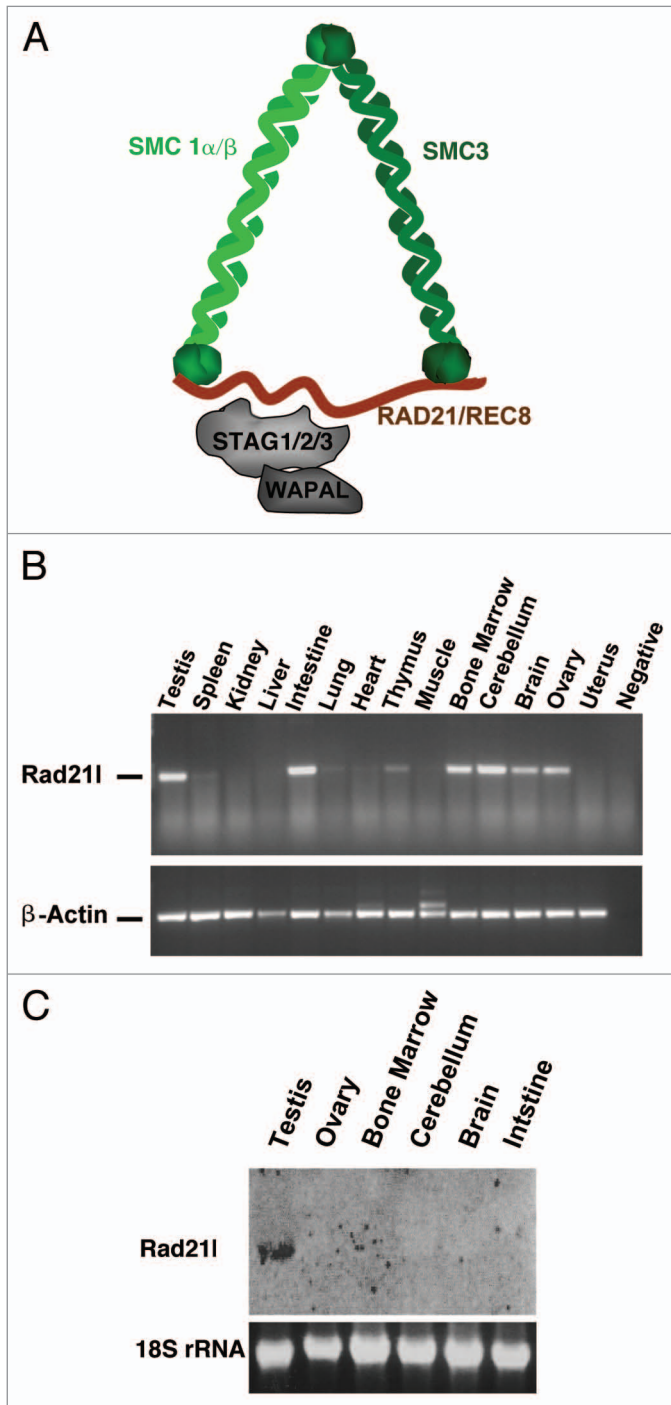 A
SMC 1α/β
SMC3
RAD21/REC8
STAG1/2/3
WAPAL
B
Testis
Spleen
Kidney
Liver
Intestine
Lung
Heart
Thymus
Muscle
Bone Marrow
Cerebellum
Brain
Ovary
Uterus
Negative
Rad21l
β-Actin
C
Testis
Ovary
Bone Marrow
Cerebellum
Brain
Intstine
Rad21l
18S rRNA